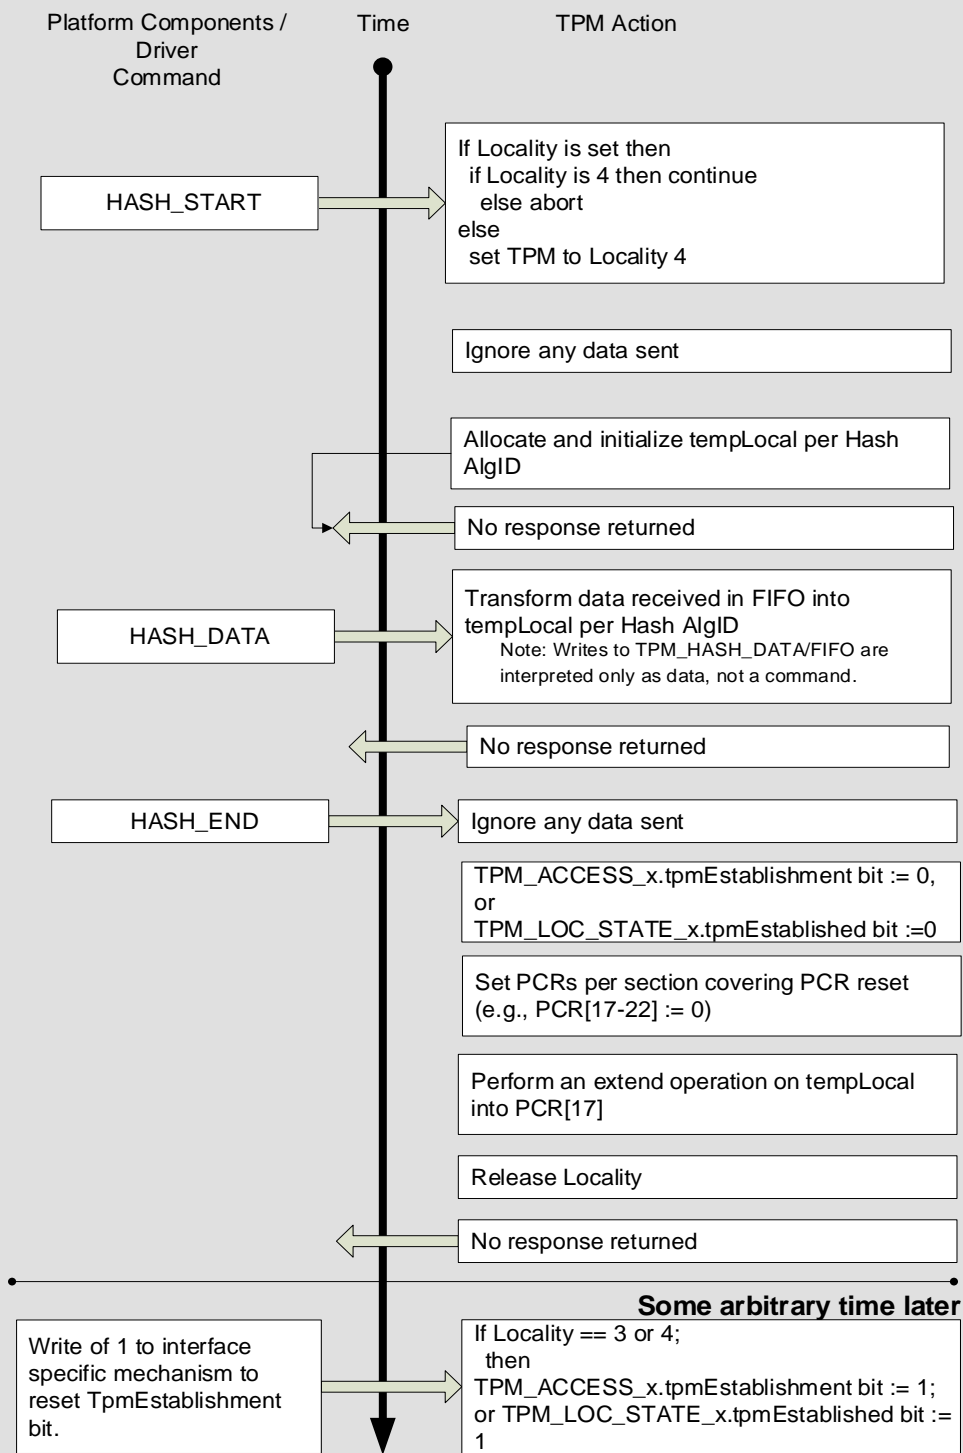 Platform Components /
Driver
Command
Time
TPM Action
HASH_START
If Locality is set then
if Locality is 4 then continue
else abort
else
set TPM to Locality 4
Ignore any data sent
Allocate and initialize tempLocal per Hash
AlgID
No response returned
HASH_DATA
Transform data received in FIFO into
tempLocal per Hash AlgID
Note: Writes to TPM_HASH_DATA/FIFO are
interpreted only as data, not a command.
No response returned
HASH_END
Ignore any data sent
TPM_ACCESS_x.tpmEstablishment bit := 0,
or
TPM_LOC_STATE_x.tpmEstablished bit :=0
Set PCRs per section covering PCR reset
(e.g., PCR[17-22] := 0)
Perform an extend operation on tempLocal
into PCR[17]
Release Locality
No response returned
Some arbitrary time later
Write of 1 to interface
specific mechanism to
reset TpmEstablishment
bit.
If Locality == 3 or 4;
then
TPM_ACCESS_x.tpmEstablishment bit := 1;
or TPM_LOC_STATE_x.tpmEstablished bit :=
1